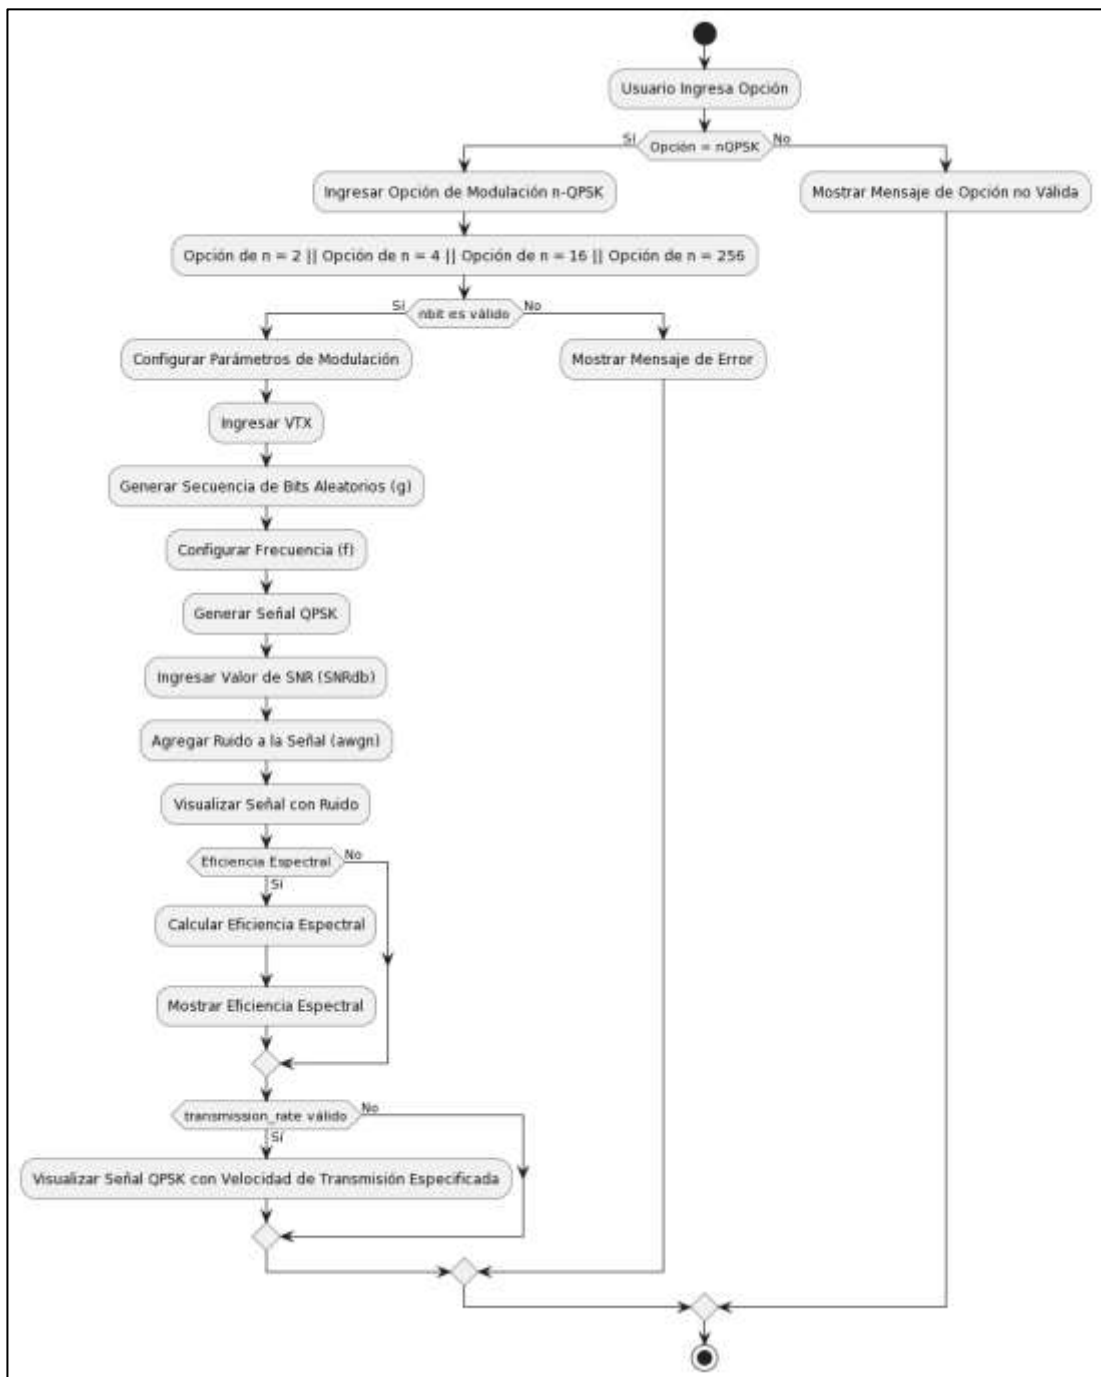 Usuario Ingresa Opción
Sí
Opción = nQPSK
No
Ingresar Opción de Modulación n-QPSK
Mostrar Mensaje de Opción no Válida
Opción de n = 2 || Opción de n = 4 || Opción de n = 16 || Opción de n = 256
Sí
nbit es válido
No
Configurar Parámetros de Modulación
Mostrar Mensaje de Error
Ingresar VTX
Generar Secuencia de Bits Aleatorios (g)
Configurar Frecuencia (f)
Generar Señal QPSK
Ingresar Valor de SNR (SNRdb)
Agregar Ruido a la Señal (awgn)
Visualizar Señal con Ruido
Eficiencia Espectral
No
Sí
Calcular Eficiencia Espectral
Mostrar Eficiencia Espectral
transmission_rate válido
No
Sí
Visualizar Señal QPSK con Velocidad de Transmisión Especificada